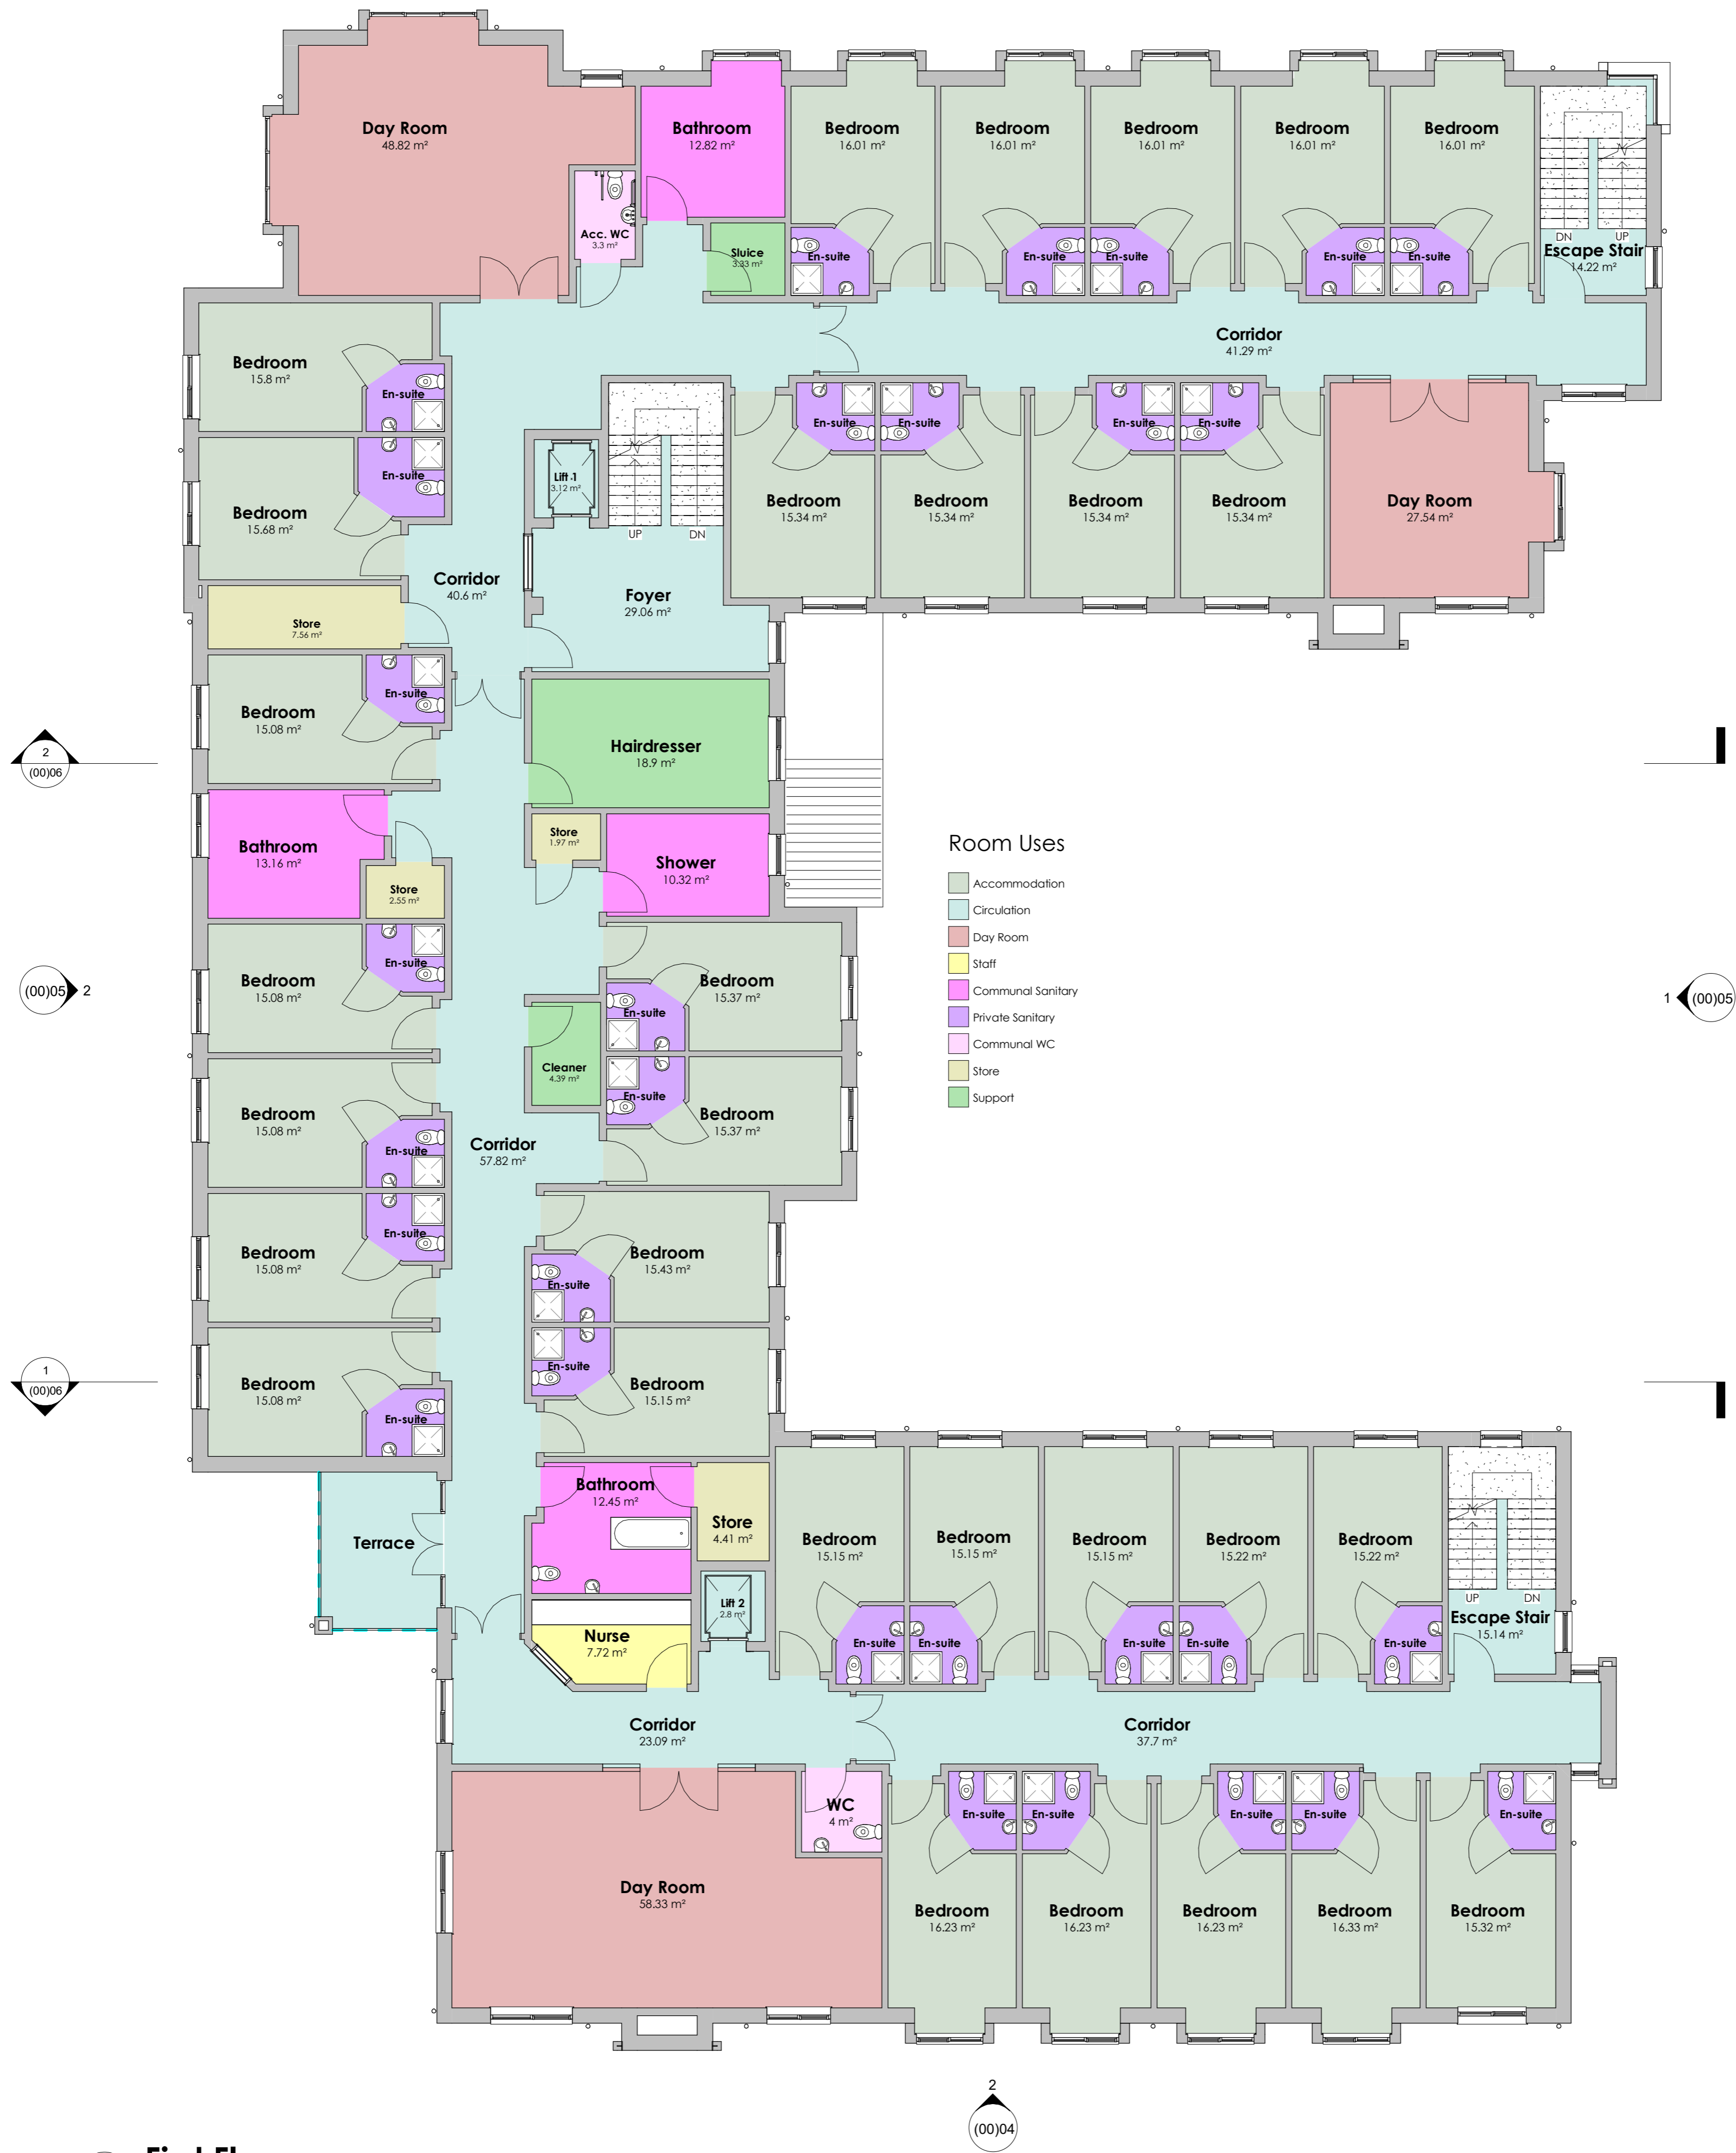 Day Room
48.82 m²
Bathroom
12.82 m²
Bedroom
16.01 m²
Bedroom
16.01 m²
Bedroom
16.01 m²
Bedroom
16.01 m²
Bedroom
16.01 m²
Acc. WC
3.3 m²
Sluice
3.33 m²
En-suite
En-suite
En-suite
En-suite
En-suite
DN
UP
Escape Stair
14.22 m²
Corridor
41.29 m²
Bedroom
15.8 m²
En-suite
Bedroom
15.68 m²
En-suite
Lift 1
3.12 m²
UP
DN
En-suite
En-suite
En-suite
En-suite
Bedroom
15.34 m²
Bedroom
15.34 m²
Bedroom
15.34 m²
Bedroom
15.34 m²
Day Room
27.54 m²
Corridor
40.6 m²
Foyer
29.06 m²
Store
7.56 m²
Bedroom
15.08 m²
En-suite
Hairdresser
18.9 m²
2
(00)06
Bathroom
13.16 m²
Store
2.55 m²
Store
1.97 m²
Shower
10.32 m²
Room Uses
Accommodation
Circulation
Day Room
Staff
Communal Sanitary
Private Sanitary
Communal WC
Store
Support
(00)05
2
1
(00)05
Bedroom
15.08 m²
En-suite
Bedroom
15.37 m²
En-suite
Cleaner
4.39 m²
En-suite
Bedroom
15.37 m²
Bedroom
15.08 m²
En-suite
Corridor
57.82 m²
Bedroom
15.08 m²
En-suite
Bedroom
15.43 m²
En-suite
1
(00)06
Bedroom
15.08 m²
En-suite
En-suite
Bedroom
15.15 m²
Terrace
Bathroom
12.45 m²
Store
4.41 m²
Bedroom
15.15 m²
Bedroom
15.15 m²
Bedroom
15.15 m²
Bedroom
15.22 m²
Bedroom
15.22 m²
UP
DN
Escape Stair
15.14 m²
Lift 2
2.8 m²
Nurse
7.72 m²
En-suite
En-suite
En-suite
En-suite
En-suite
Corridor
23.09 m²
Corridor
37.7 m²
WC
4 m²
En-suite
En-suite
En-suite
En-suite
En-suite
Day Room
58.33 m²
Bedroom
16.23 m²
Bedroom
16.23 m²
Bedroom
16.23 m²
Bedroom
16.33 m²
Bedroom
15.32 m²
2
(00)04